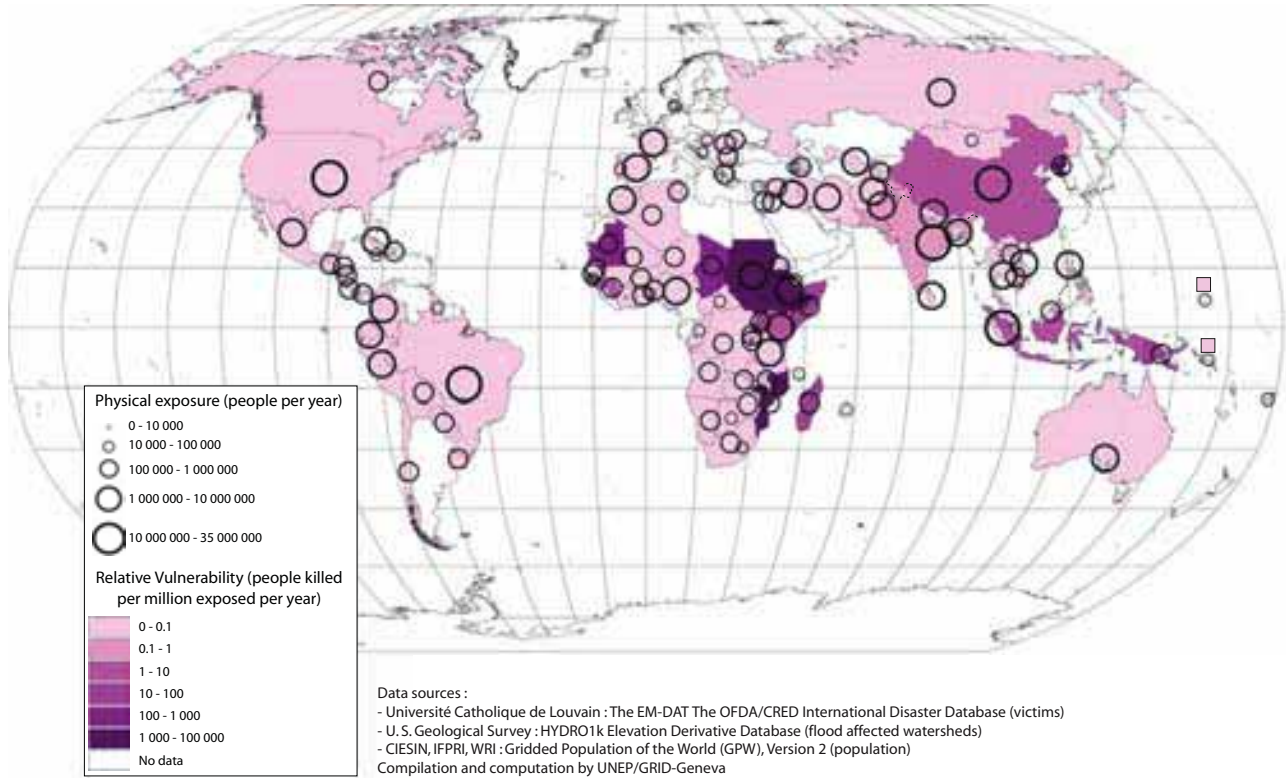 Physical exposure (people per year)
0 - 10 000
10 000 - 100 000
100 000 - 1 000 000
1 000 000 - 10 000 000
10 000 000 - 35 000 000
Relative Vulnerability (people killed
per million exposed per year)
0 - 0.1
0.1 - 1
1 - 10
10 - 100
100 - 1 000
1 000 - 100 000
No data
Data sources :
- Université Catholique de Louvain : The EM-DAT The OFDA/CRED International Disaster Database (victims)
- U. S. Geological Survey : HYDRO1k Elevation Derivative Database (flood affected watersheds)
- CIESIN, IFPRI, WRI : Gridded Population of the World (GPW), Version 2 (population)
Compilation and computation by UNEP/GRID-Geneva